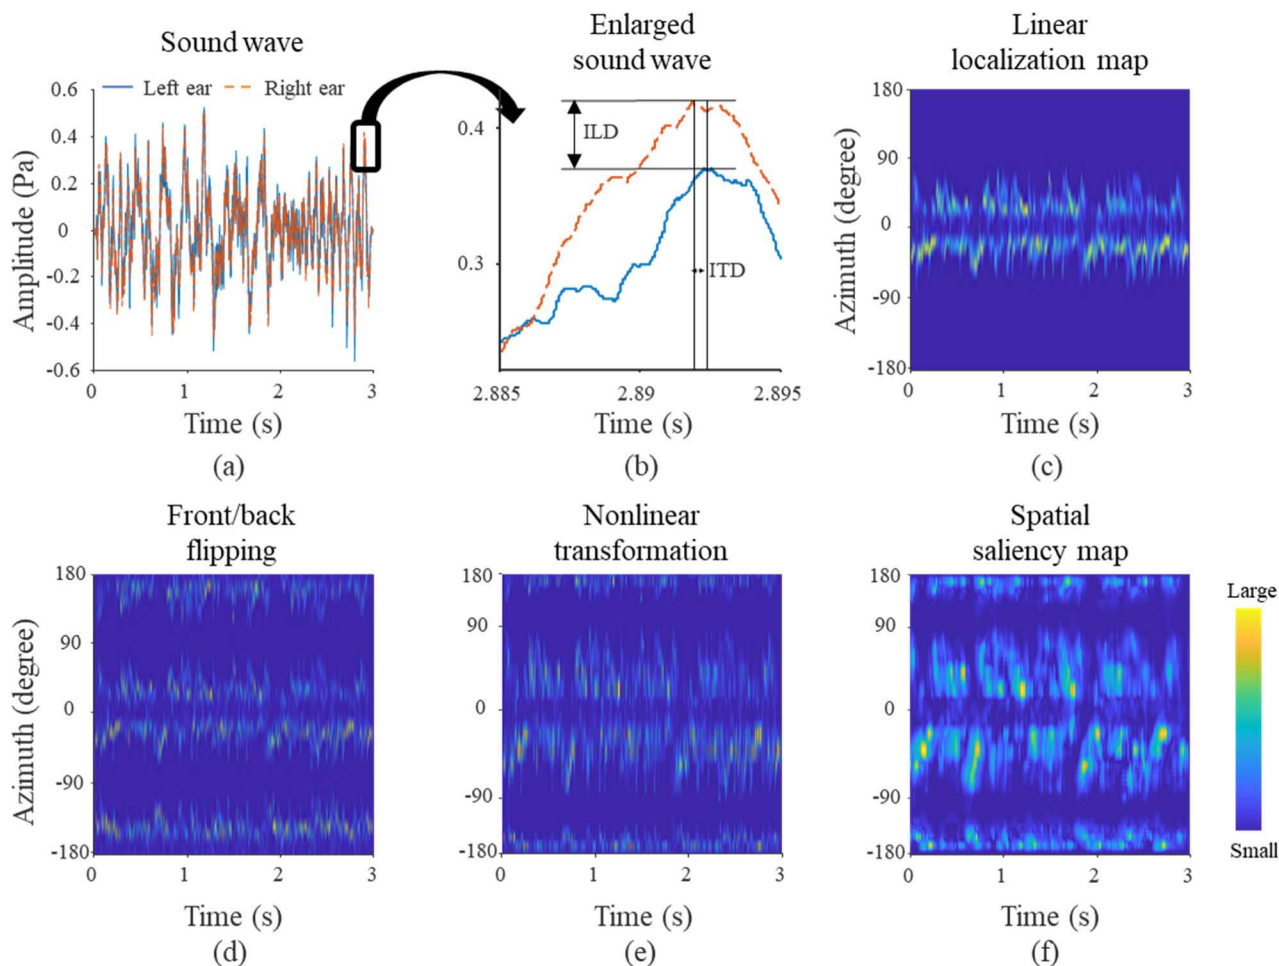 Sound wave
Enlarged
sound wave
Linear
localization map
Left ear
Right ear
Amplitude (Pa)
0.6
0.4
0.2
0
-0.2
-0.4
-0.6
0
1
2
3
Time (s)
(a)
ILD
ITD
0.4
0.3
2.885
2.89
2.895
Time (s)
(b)
Azimuth (degree)
180
90
0
-90
-180
0
1
2
3
Time (s)
(c)
Front/back
flipping
Nonlinear
transformation
Spatial
saliency map
Azimuth (degree)
180
90
0
-90
-180
0
1
2
3
Time (s)
(d)
180
90
0
-90
-180
0
1
2
3
Time (s)
(e)
180
90
0
-90
-180
0
1
2
3
Time (s)
(f)
Large
Small